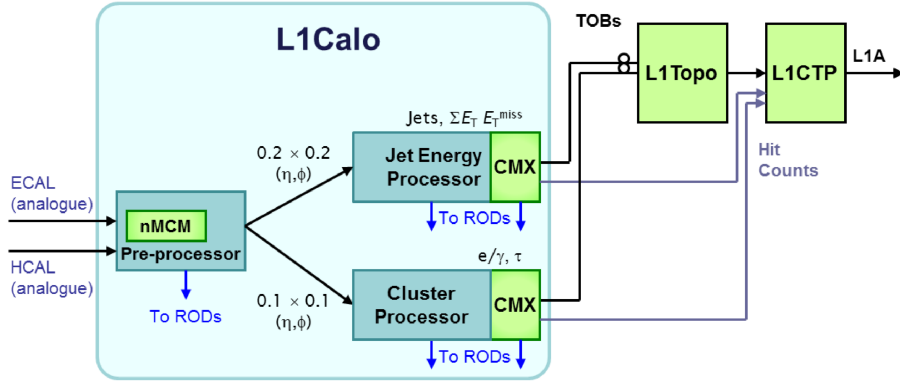 L1Calo
TOBs
L1Topo
L1CTP
L1A
Jets, ΣE_T E_T^miss
Jet Energy
Processor
CMX
Hit
Counts
0.2 × 0.2
(η,ϕ)
To RODs
ECAL
(analogue)
nMCM
Pre-processor
HCAL
(analogue)
To RODs
0.1 × 0.1
(η,ϕ)
e/γ, τ
Cluster
Processor
CMX
To RODs